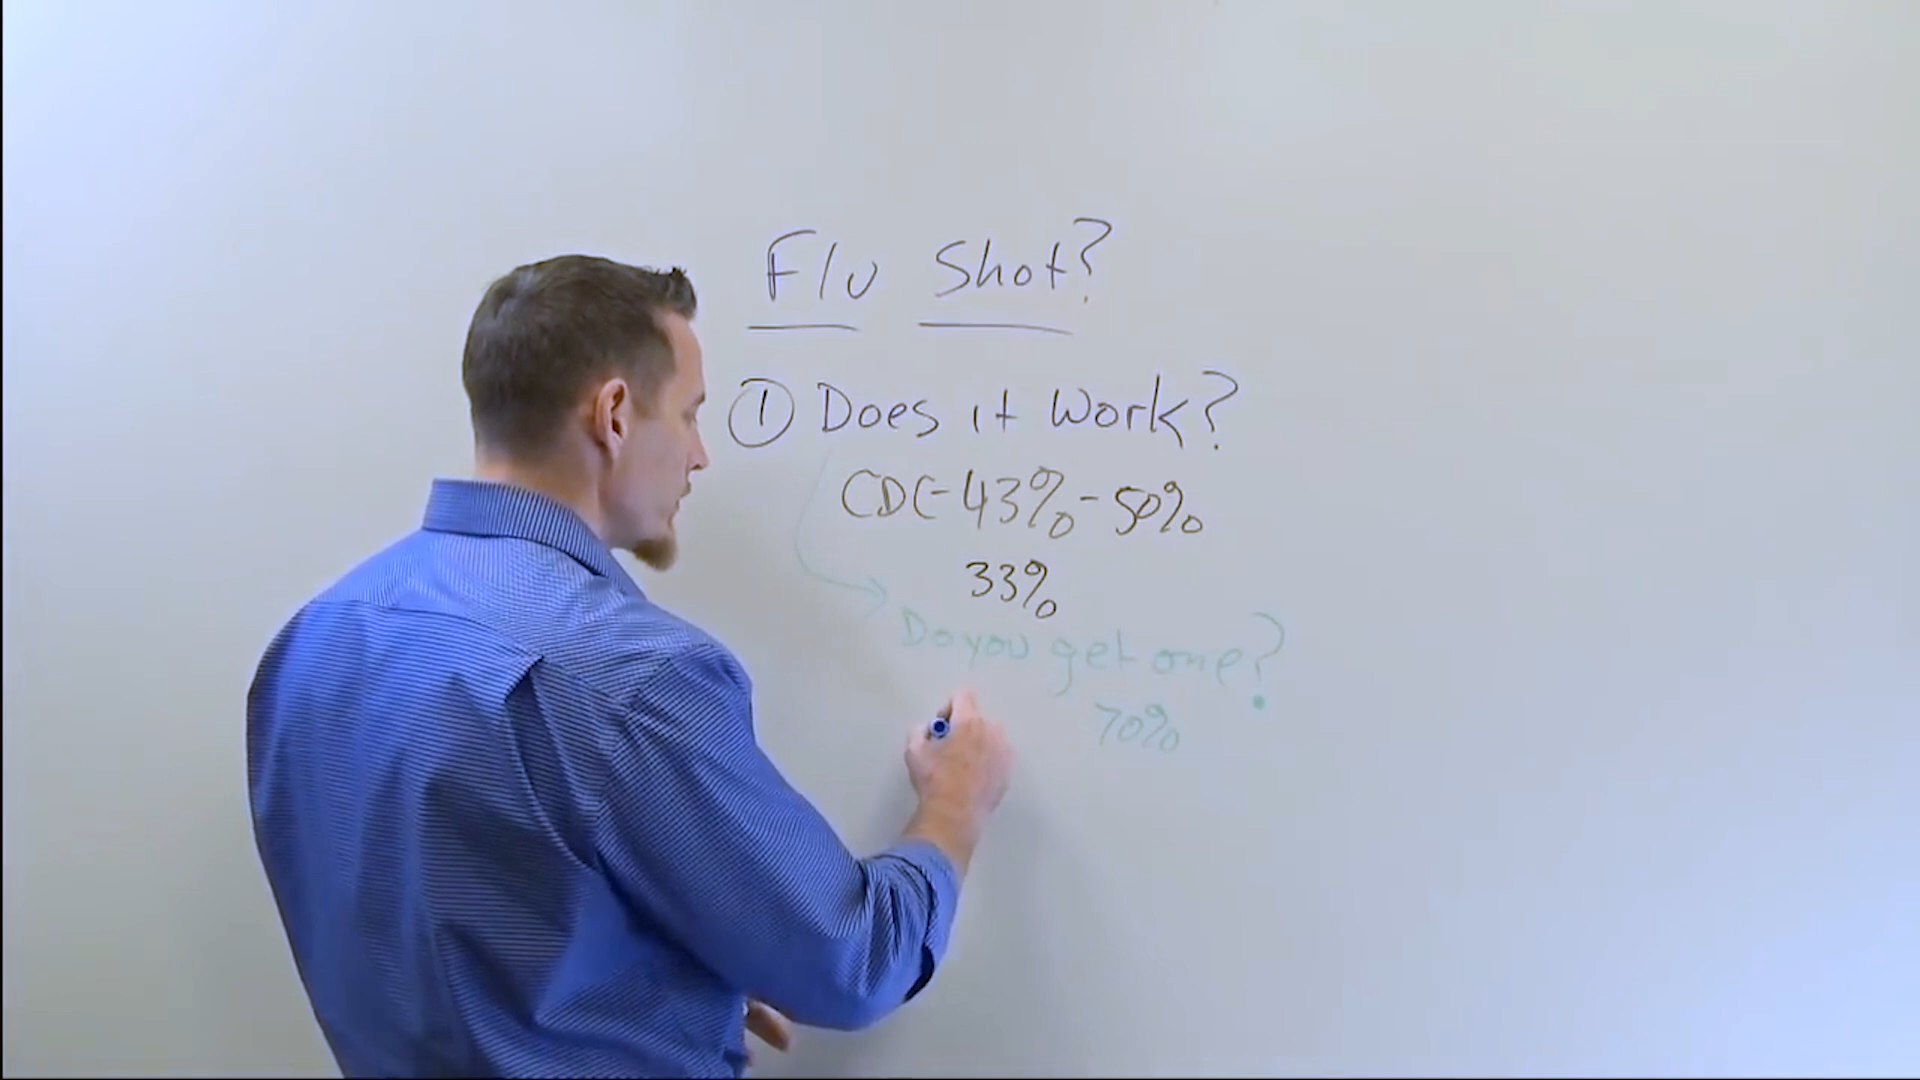 Flu Shot?
① Does it work?
CDC-43%-50%
33%
Do you get one?
70%